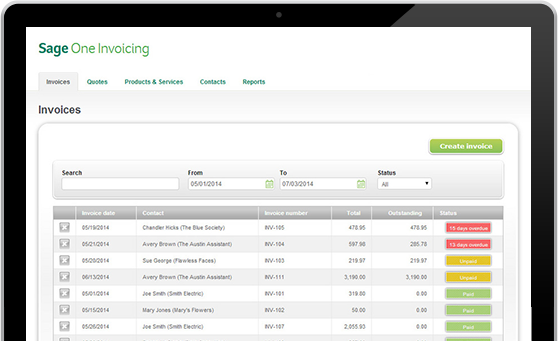 Sage One Invoicing
Invoices Quotes Products & Services Contacts Reports
Invoices
Create invoice
Search From To Status
05/01/2014 07/03/2014 All
Invoice date Contact Invoice number Total Outstanding Status
05/19/2014 Chandler Hicks (The Blue Society) INV-105 478.95 478.95 15 days overdue
05/21/2014 Avery Brown (The Austin Assistant) INV-104 597.90 285.78 13 days overdue
05/20/2014 Sue George (Flawless Faces) INV-103 219.97 219.97 Unpaid
06/13/2014 Avery Brown (The Austin Assistant) INV-111 3,190.00 3,190.00 Unpaid
05/01/2014 Joe Smith (Smith Electric) INV-101 319.80 0.00 Paid
05/15/2014 Mary Jones (Mary's Flowers) INV-102 50.00 0.00 Paid
05/26/2014 Joe Smith (Smith Electric) INV-107 2,055.93 0.00 Paid